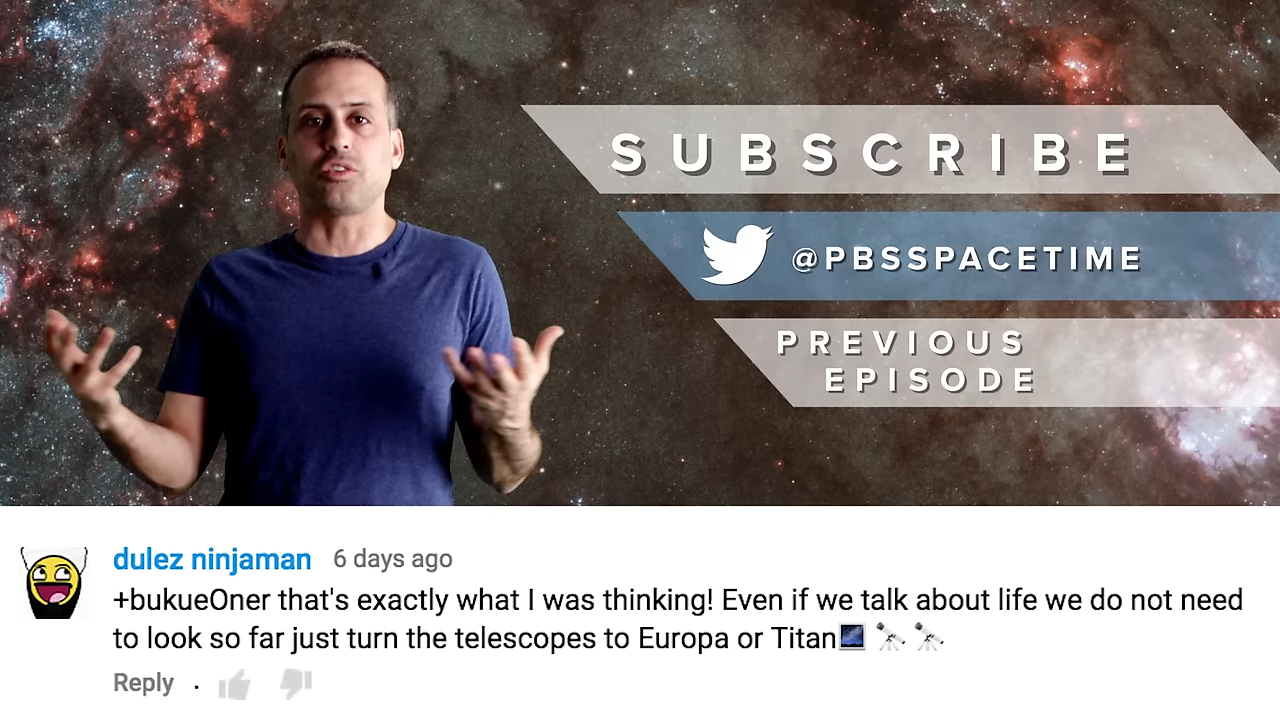 SUBSCRIBE
@PBSSPACETIME
PREVIOUS
EPISODE
dulez ninjaman 6 days ago
+bukueOner that's exactly what I was thinking! Even if we talk about life we do not need
to look so far just turn the telescopes to Europa or Titan🌌 🔭 🔭
Reply .